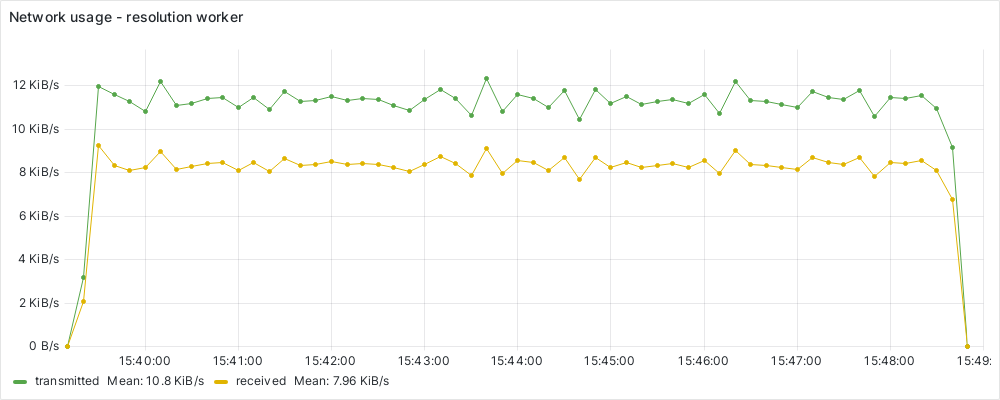 Network usage - resolution worker
12 KiB/s
10 KiB/s
8 KiB/s
6 KiB/s
4 KiB/s
2 KiB/s
0 B/s
15:40:00 15:41:00 15:42:00 15:43:00 15:44:00 15:45:00 15:46:00 15:47:00 15:48:00 15:49:
transmitted Mean: 10.8 KiB/s received Mean: 7.96 KiB/s